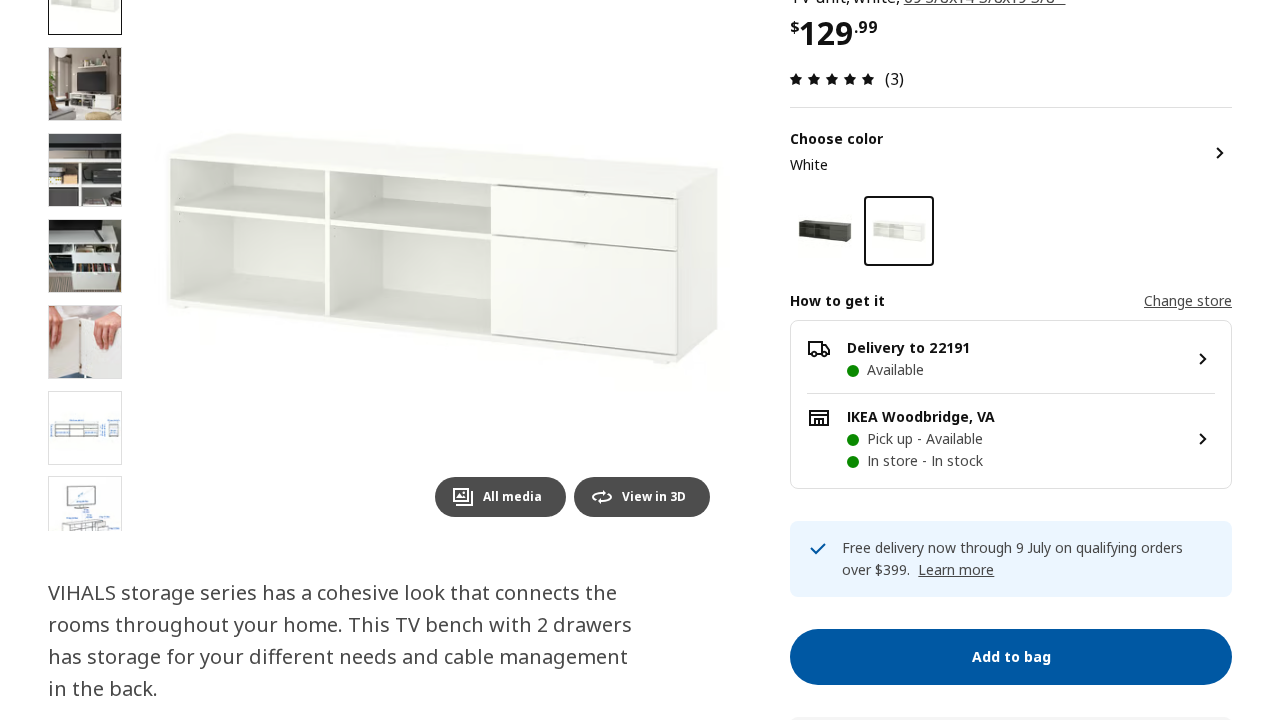 $129.99
(3)
Choose color
White
How to get it
Change store
Delivery to 22191
Available
IKEA Woodbridge, VA
Pick up - Available
In store - In stock
All media
View in 3D
Free delivery now through 9 July on qualifying orders
over $399. Learn more
VIHALS storage series has a cohesive look that connects the
rooms throughout your home. This TV bench with 2 drawers
has storage for your different needs and cable management
in the back.
Add to bag